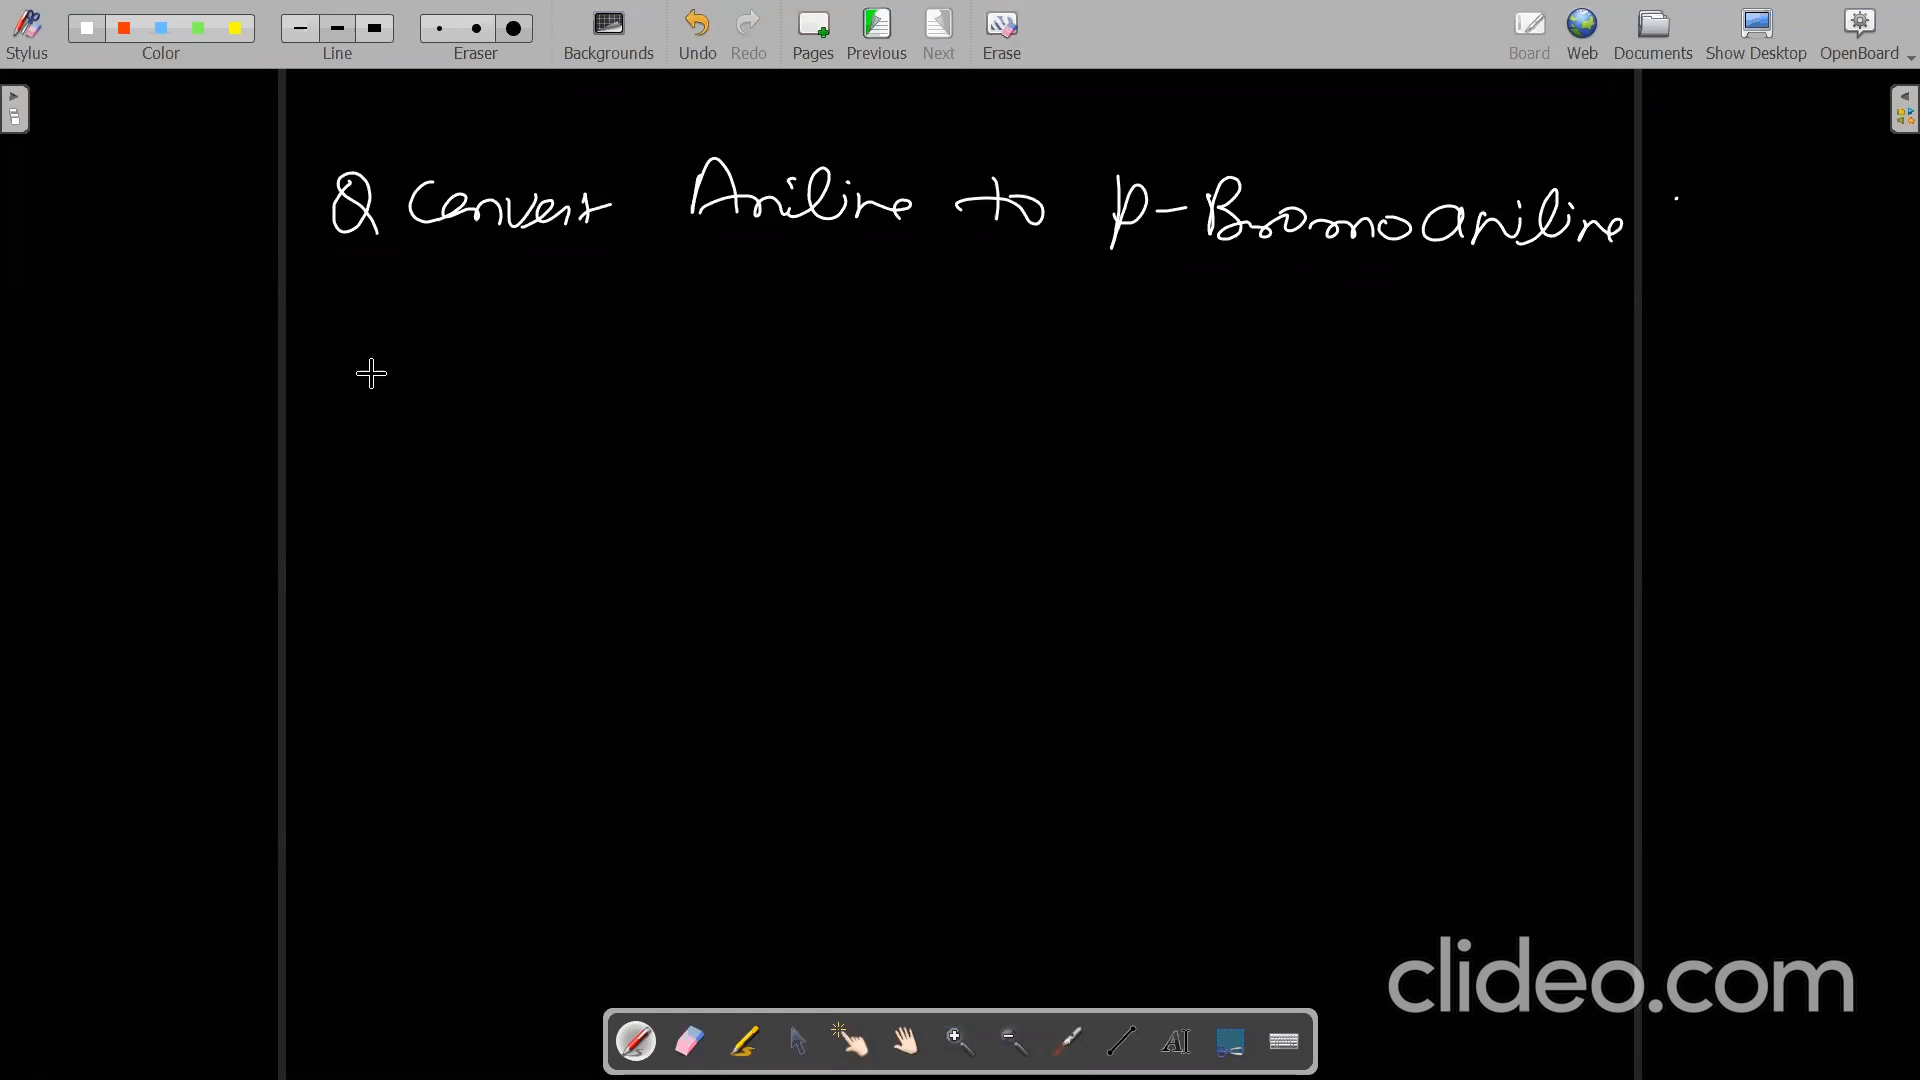 Stylus Color Line Eraser Backgrounds Undo Redo Pages Previous Next Erase Board Web Documents Show Desktop OpenBoard
Q Convert Aniline to p-Bromoaniline .
clideo.com
AI